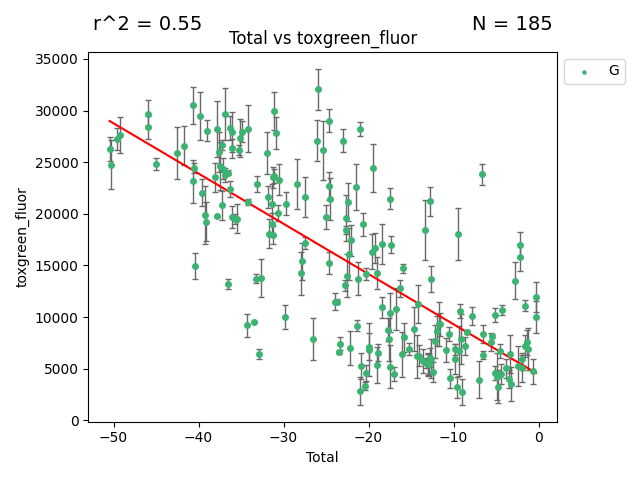 r^2 = 0.55
N = 185
Total vs toxgreen_fluor
G
35000
30000
25000
20000
15000
10000
5000
0
toxgreen_fluor
−50
−40
−30
−20
−10
0
Total